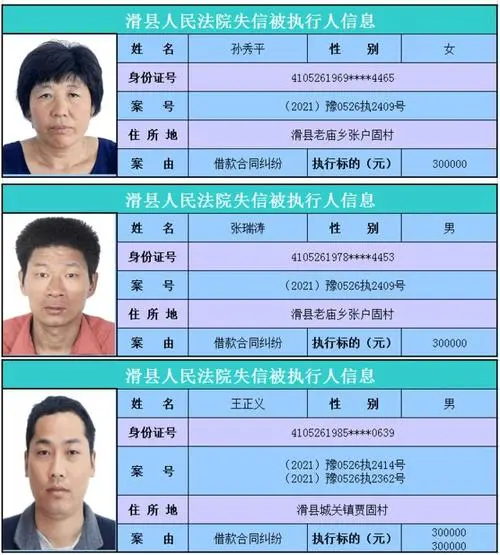 滑县人民法院失信被执行人信息
姓 名 孙秀平 性 别 女
身份证号 4105261969****4465
案 号 (2021) 豫0526执2409号
住 所 地 滑县老庙乡张户固村
案 由 借款合同纠纷 执行标的（元） 300000
滑县人民法院失信被执行人信息
姓 名 张瑞涛 性 别 男
身份证号 4105261978****4453
案 号 (2021) 豫0526执2409号
住 所 地 滑县老庙乡张户固村
案 由 借款合同纠纷 执行标的（元） 300000
滑县人民法院失信被执行人信息
姓 名 王正义 性 别 男
身份证号 4105261985****0639
案 号 (2021) 豫0526执2414号
(2021) 豫0526执2362号
住 所 地 滑县城关镇贾固村
案 由 借款合同纠纷 执行标的（元） 300000
300000